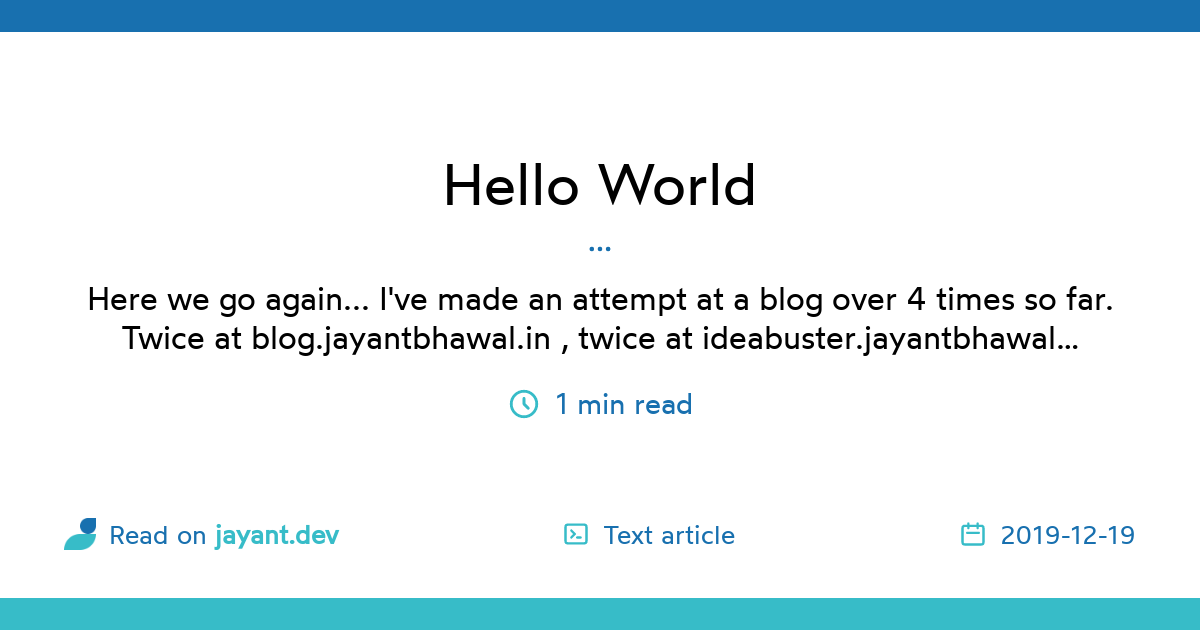 Hello World
...
Here we go again... I've made an attempt at a blog over 4 times so far.
Twice at blog.jayantbhawal.in , twice at ideabuster.jayantbhawal...
1 min read
Read on jayant.dev
Text article
2019-12-19